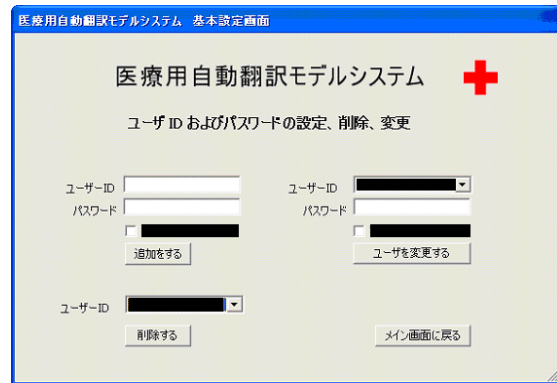 医療用自動翻訳モデルシステム 基本設定画面
医療用自動翻訳モデルシステム
ユーザ ID およびパスワードの設定、削除、変更
ユーザーID
パスワード
追加をする
ユーザーID
パスワード
ユーザを変更する
ユーザーID
削除する
メイン画面に戻る